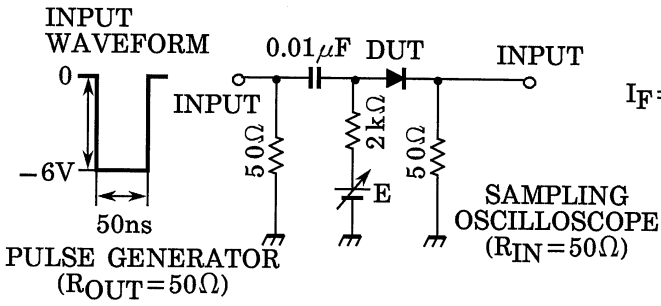 INPUT
WAVEFORM
0
−6V
50ns
PULSE GENERATOR
(ROUT=50Ω)
INPUT
0.01μF
DUT
INPUT
50Ω
2kΩ
E
50Ω
SAMPLING
OSCILLOSCOPE
(RIN=50Ω)
IF=